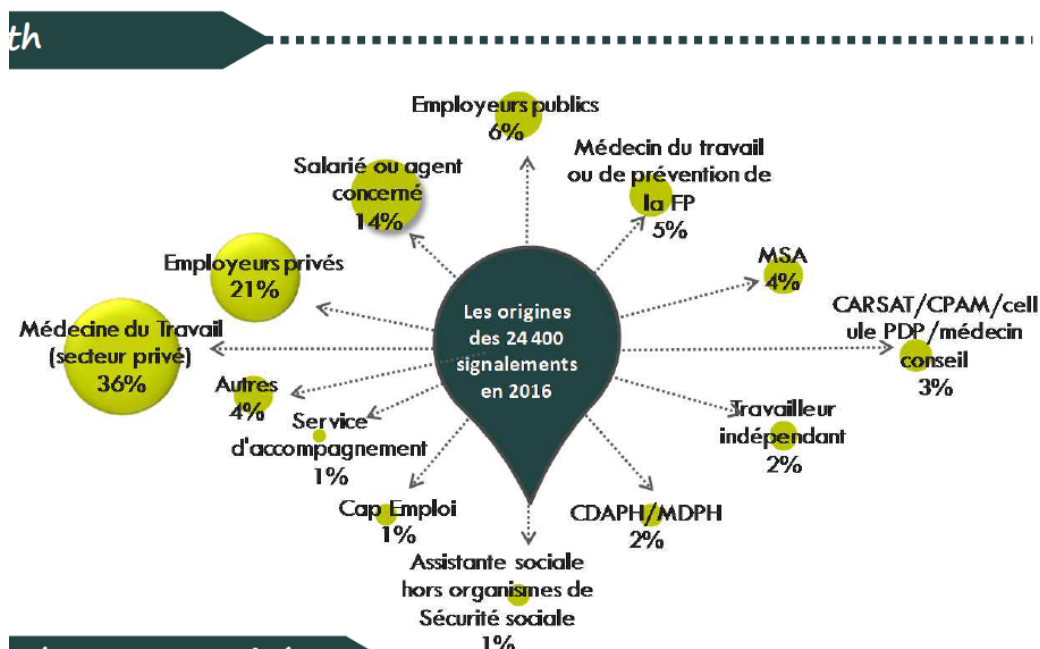 th
Employeurs publics
6%
Salarié ou agent
concerné
14%
Médecin du travail
ou de prévention de
la FP
5%
Employeurs privés
21%
MSA
4%
Médecine du Travail
(secteur privé)
36%
Les origines
des 24 400
signalements
en 2016
CARSAT/CPAM/cell
ule PDP/médecin
conseil
3%
Autres
4%
Service
d'accompagnement
1%
Travailleur
indépendant
2%
Cap Emploi
1%
CDAPH/MDPH
2%
Assistante sociale
hors organismes de
Sécurité sociale
1%